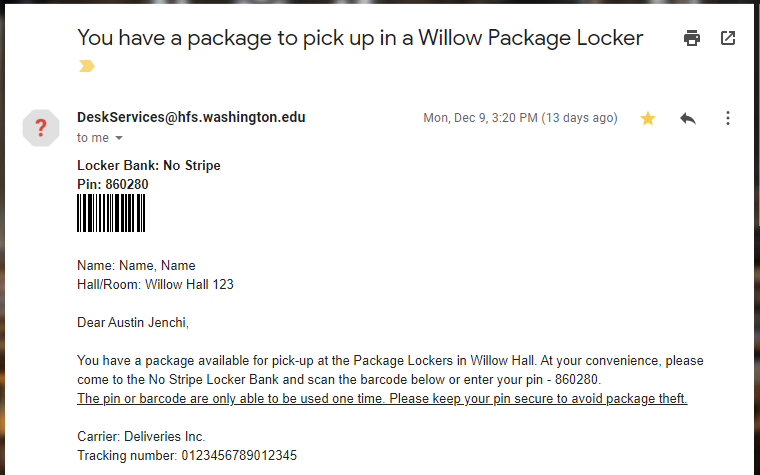 You have a package to pick up in a Willow Package Locker
?
DeskServices@hfs.washington.edu
Mon, Dec 9, 3:20 PM (13 days ago)
to me
Locker Bank: No Stripe
Pin: 860280
Name: Name, Name
Hall/Room: Willow Hall 123
Dear Austin Jenchi,
You have a package available for pick-up at the Package Lockers in Willow Hall. At your convenience, please
come to the No Stripe Locker Bank and scan the barcode below or enter your pin - 860280.
The pin or barcode are only able to be used one time. Please keep your pin secure to avoid package theft.
Carrier: Deliveries Inc.
Tracking number: 0123456789012345